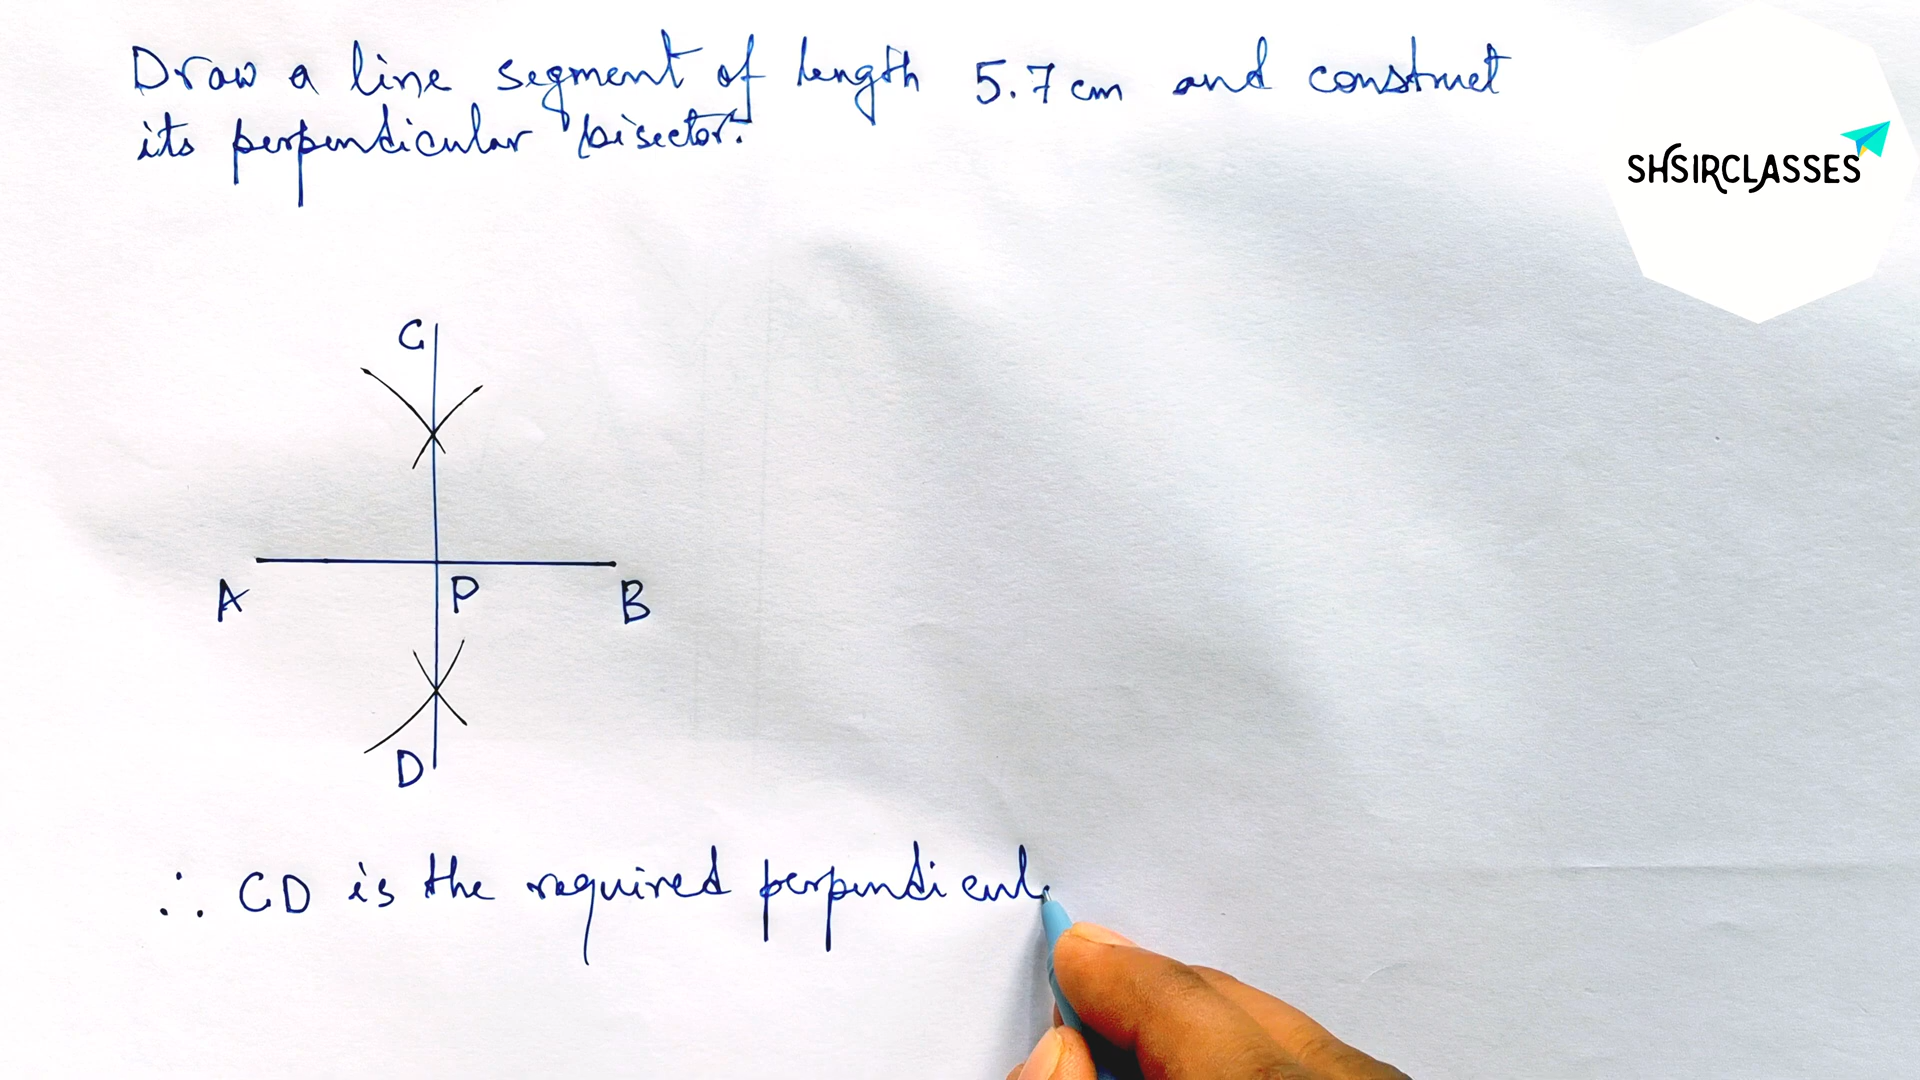 Draw a line segment of length 5.7 cm and construct
its perpendicular bisector.
SHSIRCLASSES
C
A P B
D
∴ CD is the required perpendicul